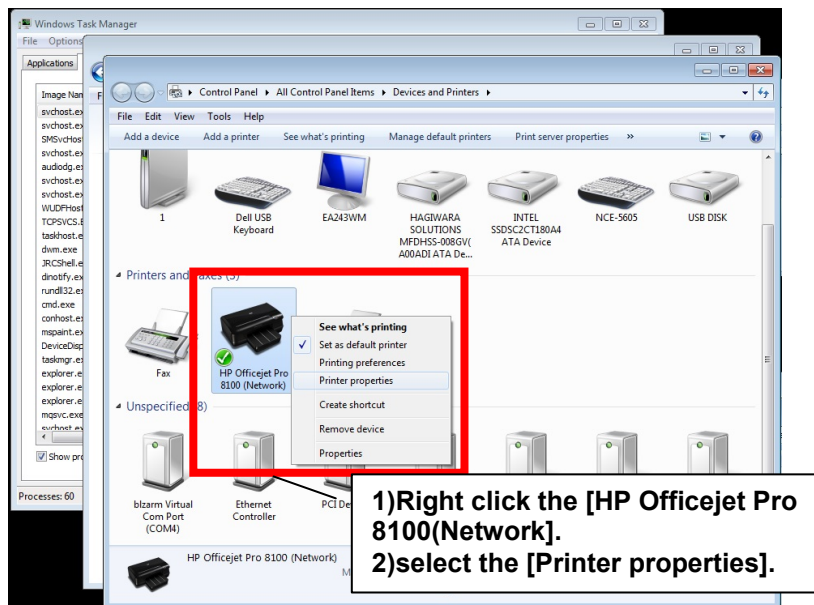 Windows Task Manager
File Options
Applications
Image Nam
svchost.ex
svchost.ex
SMSvcHos
svchost.ex
audiodg.e
svchost.ex
svchost.ex
WUDFHost
TCPSVCS.E
taskhost.e
dwm.exe
JRCShell.e
dinotify.ex
rundll32.ex
cmd.exe
conhost.ex
mspaint.ex
DeviceDisp
taskmgr.e
explorer.e
explorer.e
explorer.e
mqsvc.exe
svchost.ex
Show pro
Processes: 60
F
Control Panel All Control Panel Items Devices and Printers
File Edit View Tools Help
Add a device Add a printer See what's printing Manage default printers Print server properties »
1
Dell USB
Keyboard
EA243WM
HAGIWARA
SOLUTIONS
MFDHSS-008GV(
A00ADI ATA De...
INTEL
SSDSC2CT180A4
ATA Device
NCE-5605
USB DISK
Printers and Faxes (3)
Fax
HP Officejet Pro
8100 (Network)
See what's printing
Set as default printer
Printing preferences
Printer properties
Create shortcut
Remove device
Properties
Unspecified (8)
blzarm Virtual
Com Port
(COM4)
Ethernet
Controller
PCI De
HP Officejet Pro 8100 (Network)
M
1)Right click the [HP Officejet Pro
8100(Network].
2)select the [Printer properties].